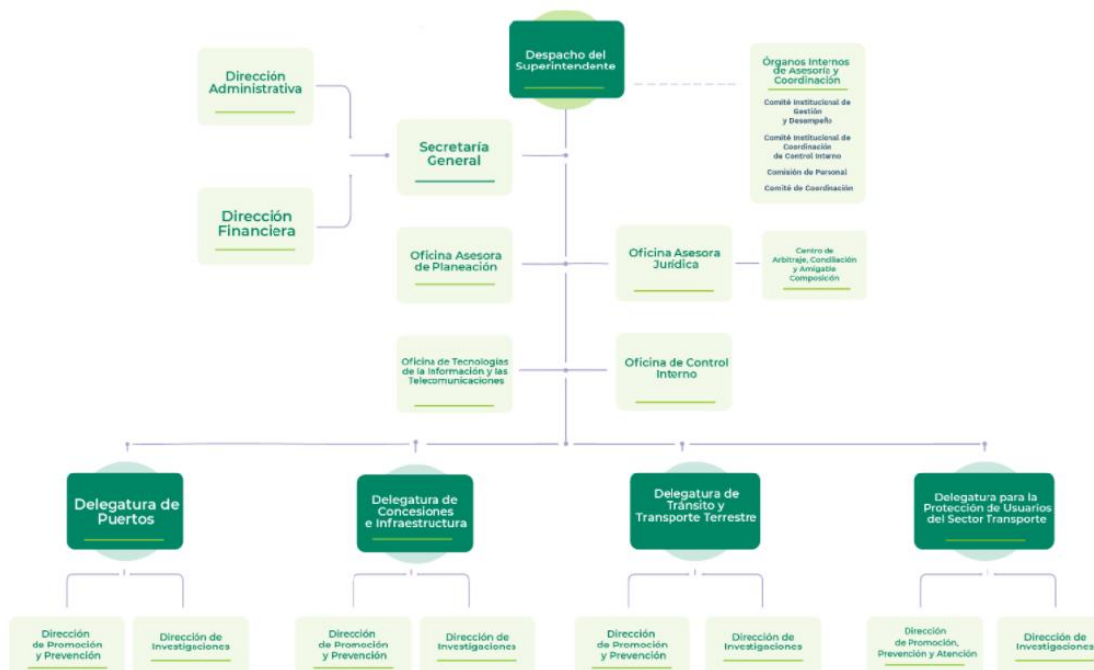 Despacho del
Superintendente
Órganos Internos
de Asesoría y
Coordinación
Comité Institucional de
Gestión
y Desempeño
Comité Institucional de
Coordinación
de Control Interno
Comisión de Personal
Comité de Coordinación
Dirección
Administrativa
Secretaría
General
Dirección
Financiera
Oficina Asesora
de Planeación
Oficina Asesora
Jurídica
Centro de
Arbitraje, Conciliación
y Amigable
Composicón
Oficina de Tecnologías
de la Información y las
Telecomunicaciones
Oficina de Control
Interno
Delegatura de
Puertos
Delegatura de
Concesiones
e Infraestructura
Delegatura de
Tránsito y
Transporte Terrestre
Delegatura para la
Protección de Usuarios
del Sector Transporte
Dirección
de Promoción
y Prevención
Dirección de
Investigaciones
Dirección
de Promoción
y Prevención
Dirección de
Investigaciones
Dirección
de Promoción
y Prevención
Dirección de
Investigaciones
Dirección
de Promoción,
Prevención y Atención
Dirección de
Investigaciones